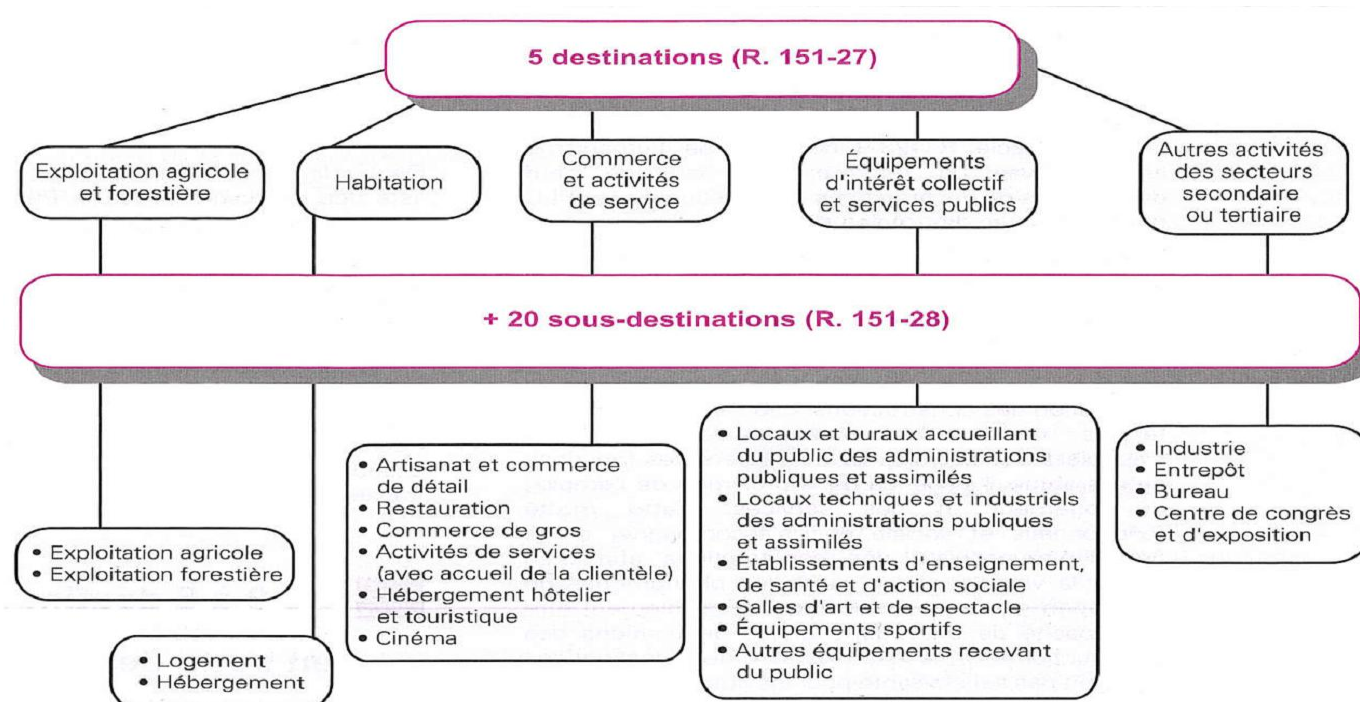 5 destinations (R. 151-27)
Exploitation agricole
et forestière
Habitation
Commerce
et activités
de service
Équipements
d'intérêt collectif
et services publics
Autres activités
des secteurs
secondaire
ou tertiaire
+ 20 sous-destinations (R. 151-28)
• Exploitation agricole
• Exploitation forestière
• Logement
• Hébergement
• Artisanat et commerce
de détail
• Restauration
• Commerce de gros
• Activités de services
(avec accueil de la clientèle)
• Hébergement hôtelier
et touristique
• Cinéma
• Locaux et buraux accueillant
du public des administrations
publiques et assimilés
• Locaux techniques et industriels
des administrations publiques
et assimilés
• Établissements d'enseignement,
de santé et d'action sociale
• Salles d'art et de spectacle
• Équipements sportifs
• Autres équipements recevant
du public
• Industrie
• Entrepôt
• Bureau
• Centre de congrès
et d'exposition